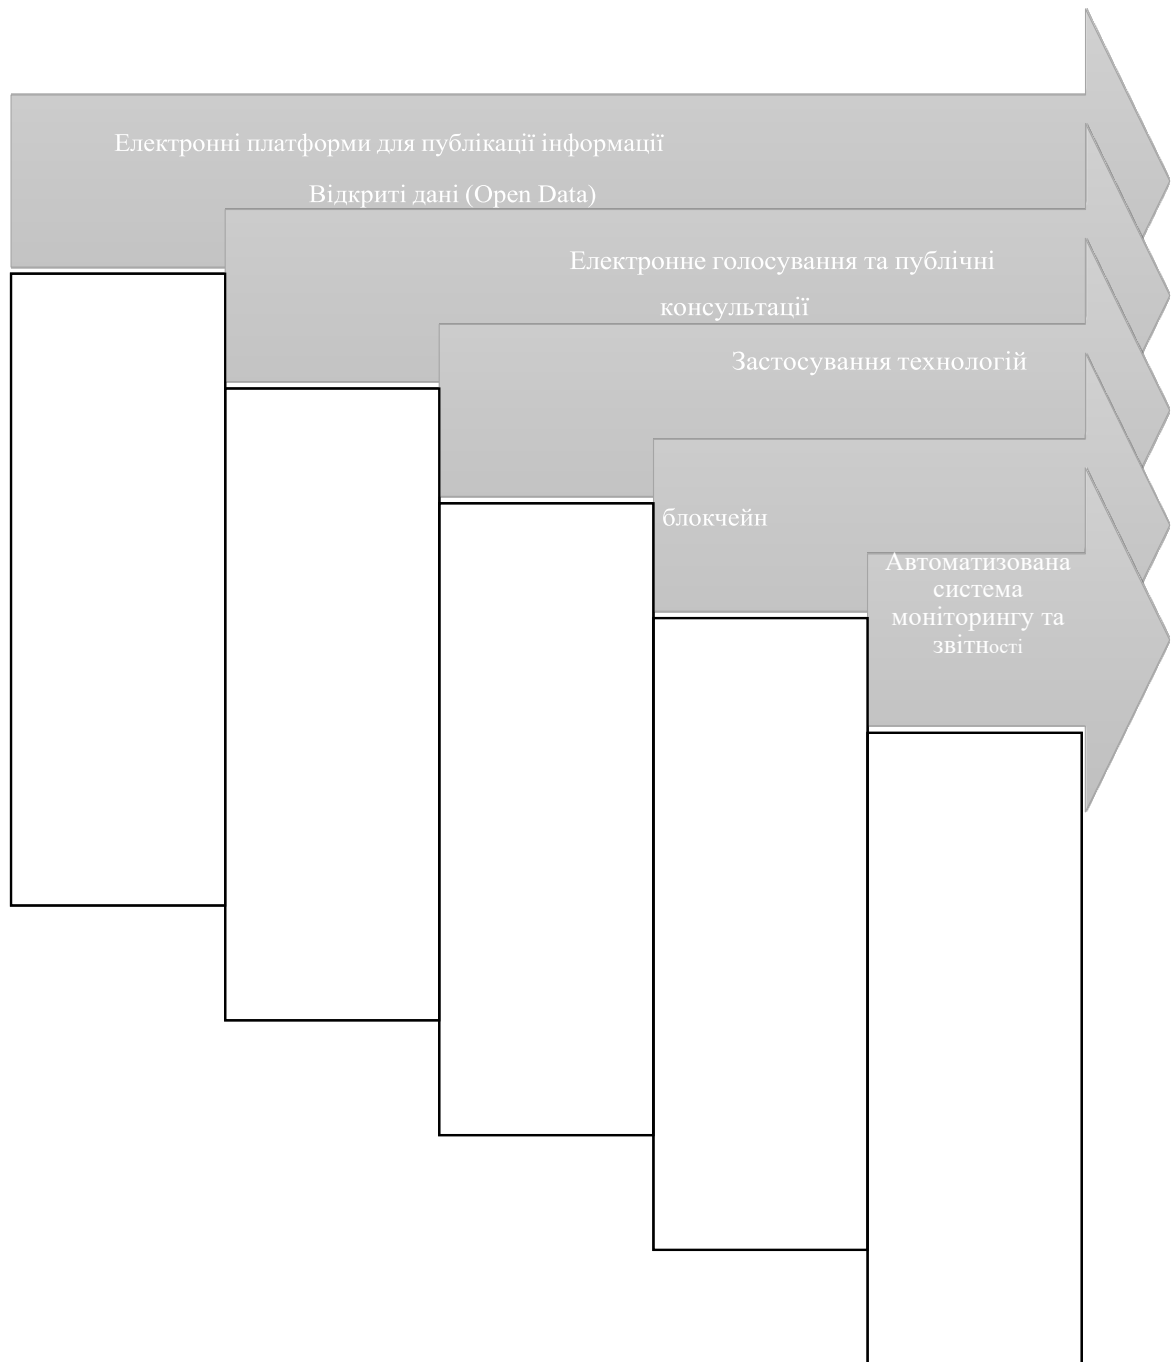 Електронні платформи для публікації інформації
Відкриті дані (Open Data)
Електронне голосування та публічні
консультації
Застосування технологій
блокчейн
Автоматизована
система
моніторингу та
звітності